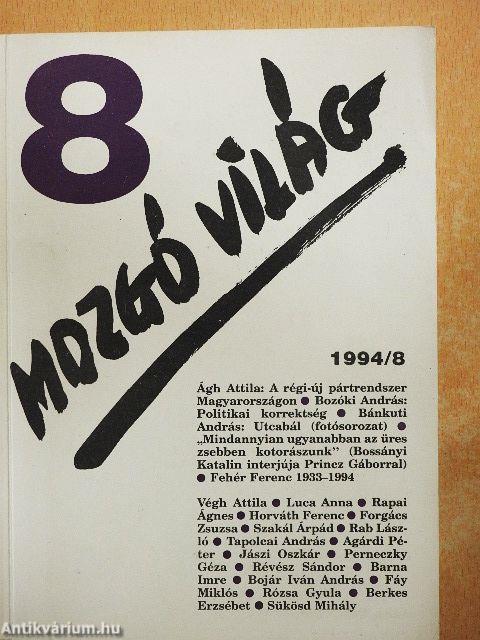 8
MOZGÓ VILÁG
1994/8
Ágh Attila: A régi-új pártrendszer
Magyarországon ● Bozóki András:
Politikai korrektség ● Bánkuti
András: Utcabál (fotósorozat) ●
„Mindannyian ugyanabban az üres
zsebben kotorászunk” (Bossányi
Katalin interjúja Princz Gáborral)
● Fehér Ferenc 1933–1994
Végh Attila ● Luca Anna ● Rapai
Ágnes ● Horváth Ferenc ● Forgács
Zsuzsa ● Szakál Árpád ● Rab Lász-
ló ● Tapolcai András ● Agárdi Pé-
ter ● Jászi Oszkár ● Perneczky
Géza ● Révész Sándor ● Barna
Imre ● Bojár Iván András ● Fáy
Miklós ● Rózsa Gyula ● Berkes
Erzsébet ● Sükösd Mihály
Antikvárium.hu